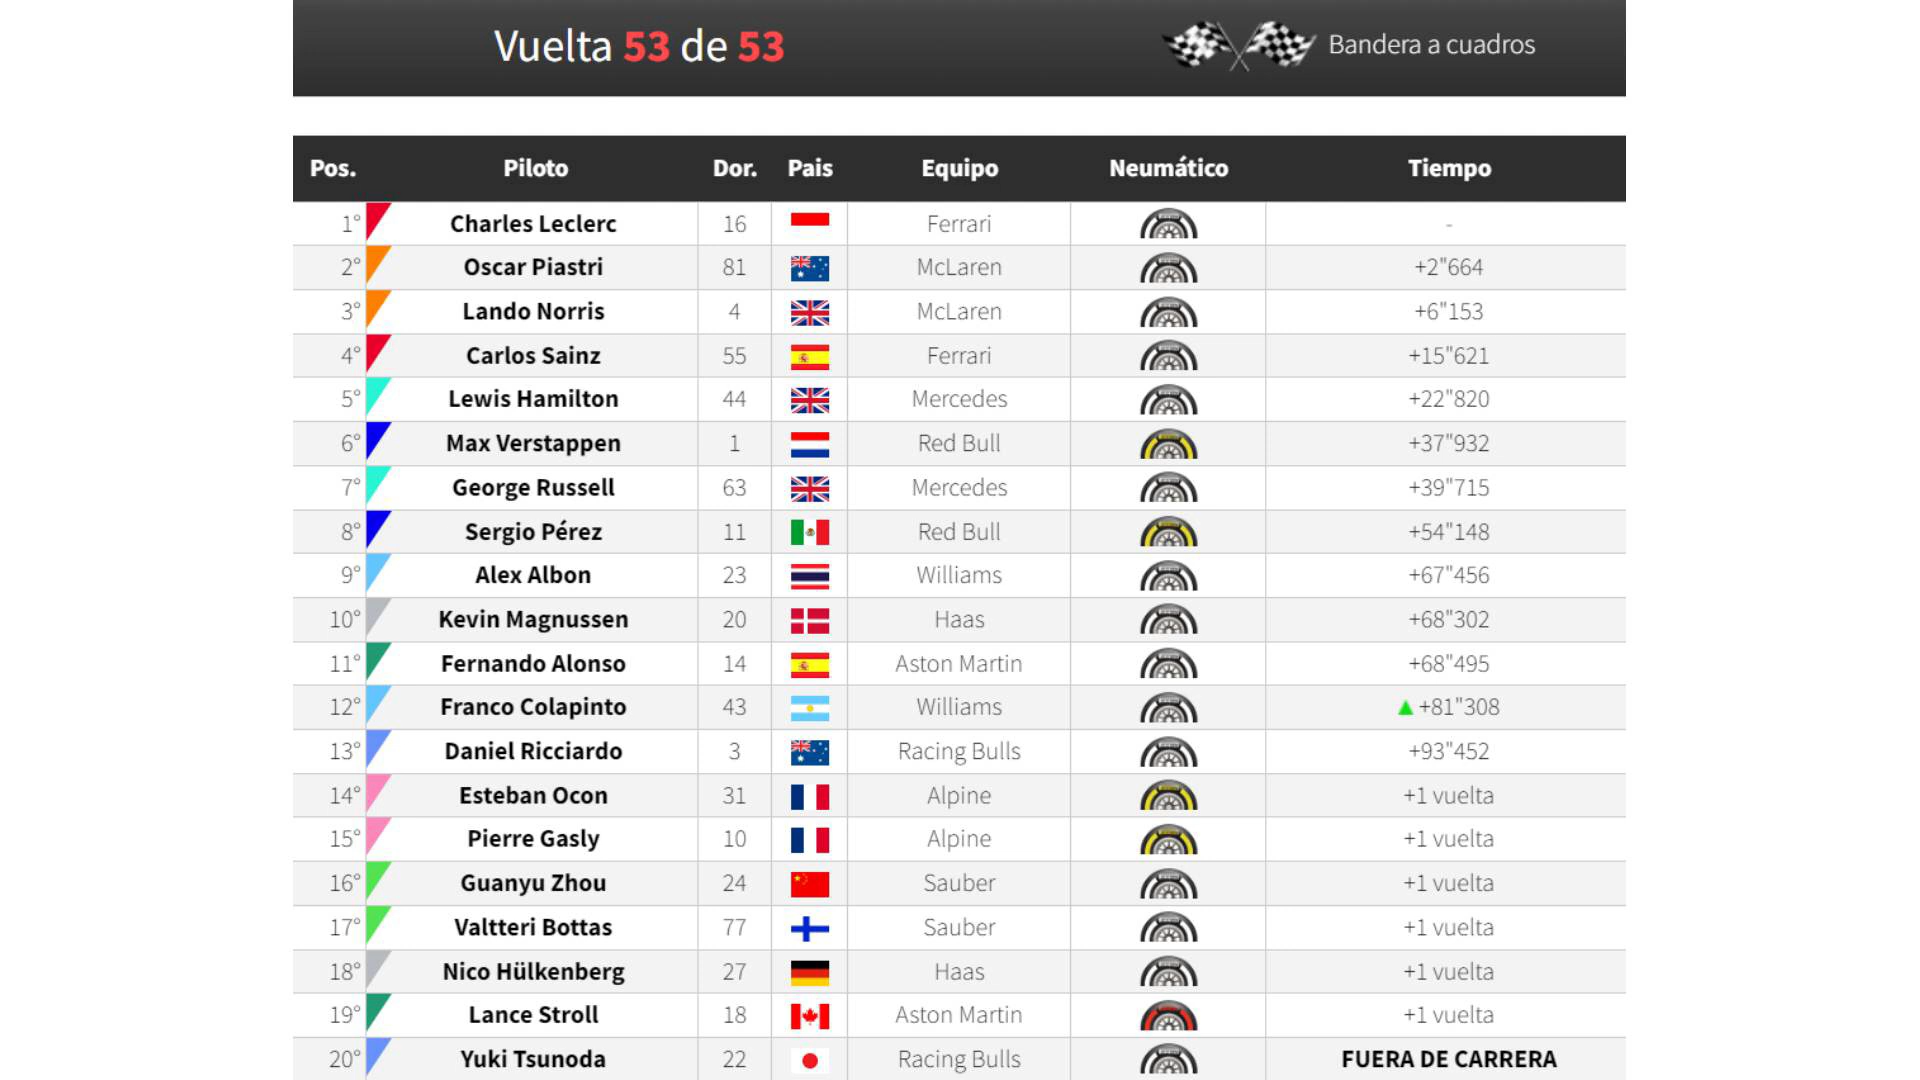 Vuelta 53 de 53
Bandera a cuadros
Pos. Piloto Dor. Pais Equipo Neumático Tiempo
1° Charles Leclerc 16 Ferrari -
2° Oscar Piastri 81 McLaren +2"664
3° Lando Norris 4 McLaren +6"153
4° Carlos Sainz 55 Ferrari +15"621
5° Lewis Hamilton 44 Mercedes +22"820
6° Max Verstappen 1 Red Bull +37"932
7° George Russell 63 Mercedes +39"715
8° Sergio Pérez 11 Red Bull +54"148
9° Alex Albon 23 Williams +67"456
10° Kevin Magnussen 20 Haas +68"302
11° Fernando Alonso 14 Aston Martin +68"495
12° Franco Colapinto 43 Williams +81"308
13° Daniel Ricciardo 3 Racing Bulls +93"452
14° Esteban Ocon 31 Alpine +1 vuelta
15° Pierre Gasly 10 Alpine +1 vuelta
16° Guanyu Zhou 24 Sauber +1 vuelta
17° Valtteri Bottas 77 Sauber +1 vuelta
18° Nico Hülkenberg 27 Haas +1 vuelta
19° Lance Stroll 18 Aston Martin +1 vuelta
20° Yuki Tsunoda 22 Racing Bulls FUERA DE CARRERA